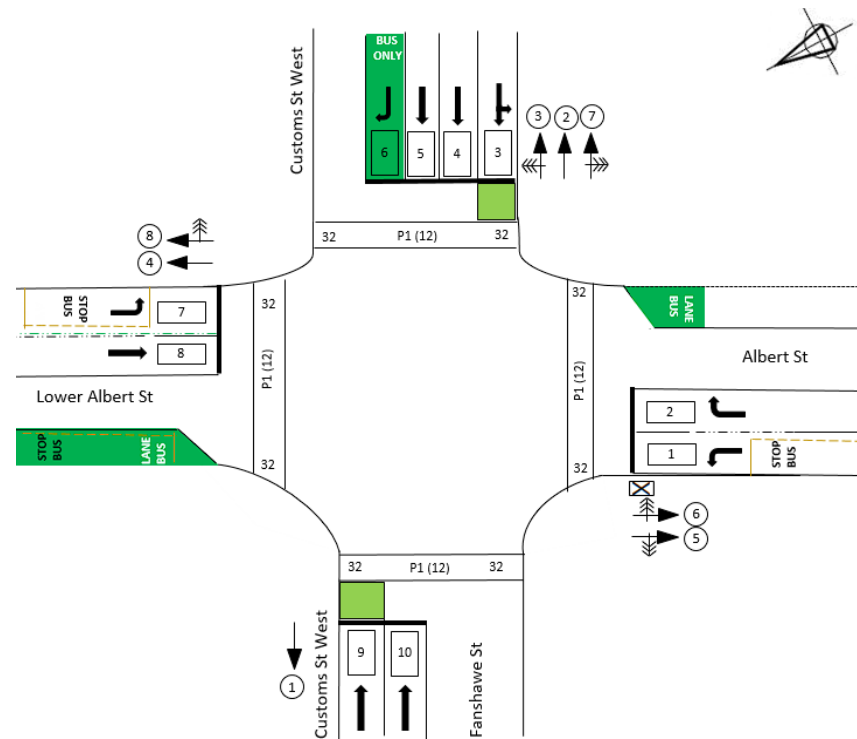 Customs St West
BUS
ONLY
6
5
4
3
3
2
7
8
4
32
P1 (12)
32
STOP
BUS
7
8
32
P1 (12)
32
32
P1 (12)
32
LANE
BUS
Albert St
Lower Albert St
2
1
STOP
BUS
STOP
BUS
LANE
BUS
6
5
32
P1 (12)
32
1
9
10
Customs St West
Fanshawe St